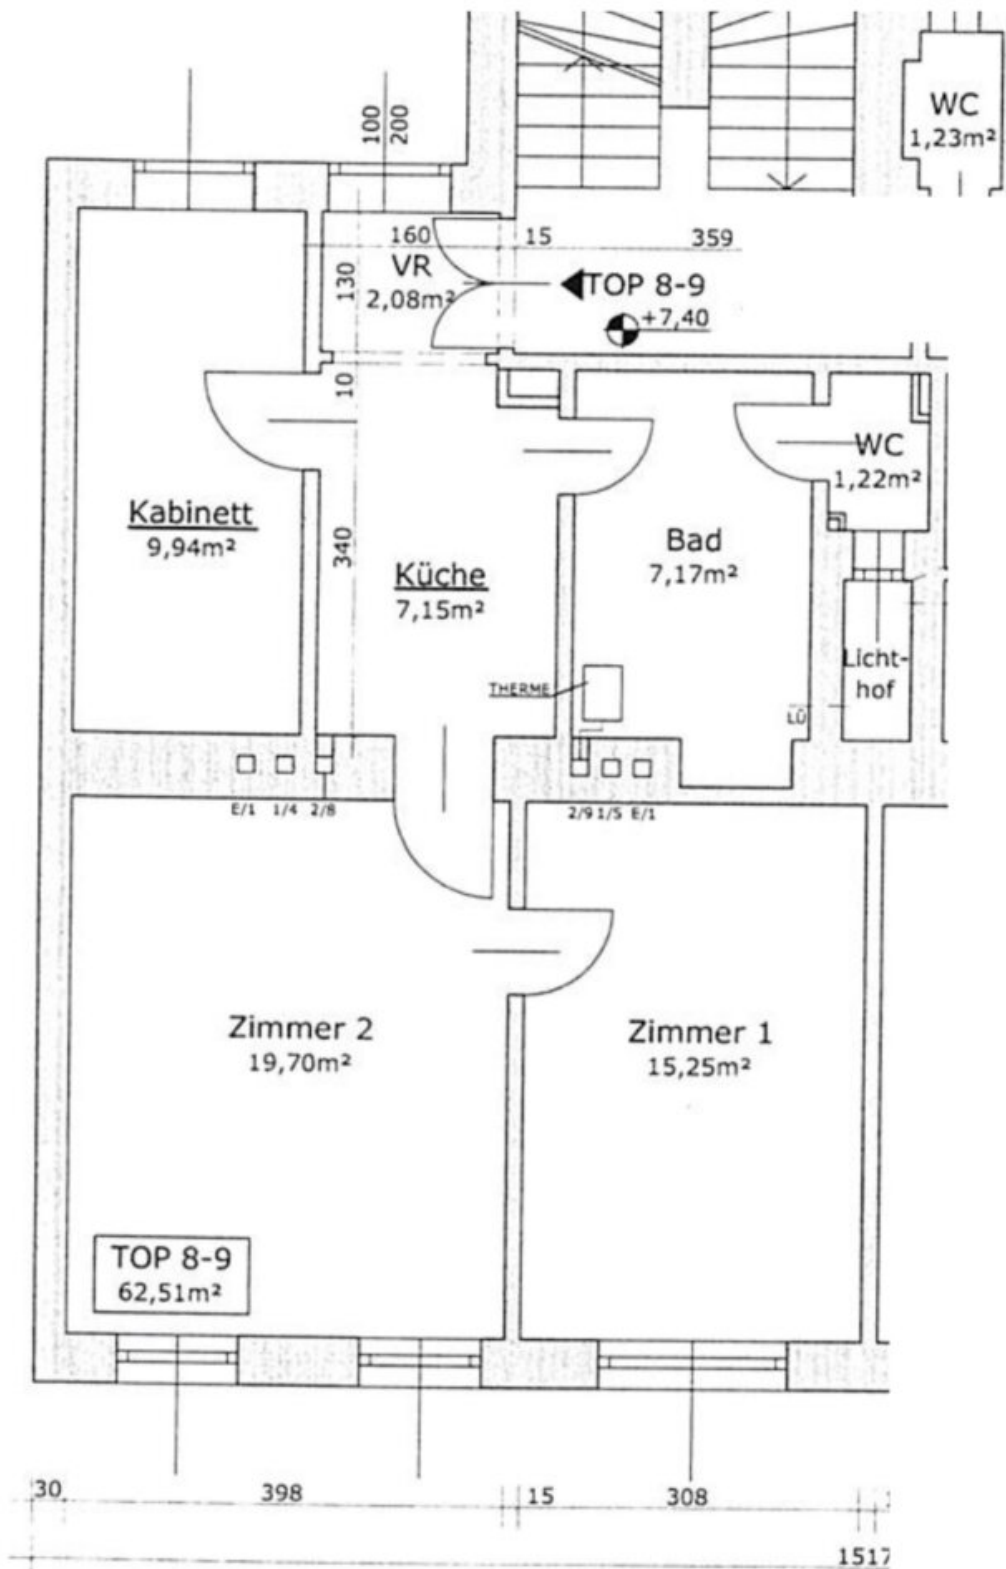 WC
1,23m²
100
200
160
15
359
VR
2,08m²
130
TOP 8-9
+7,40
10
WC
1,22m²
Kabinett
9,94m²
340
Küche
7,15m²
Bad
7,17m²
Licht-
hof
THERME
LÜ
E/1 1/4 2/8
2/9 1/5 E/1
Zimmer 2
19,70m²
Zimmer 1
15,25m²
TOP 8-9
62,51m²
30
398
15
308
1517